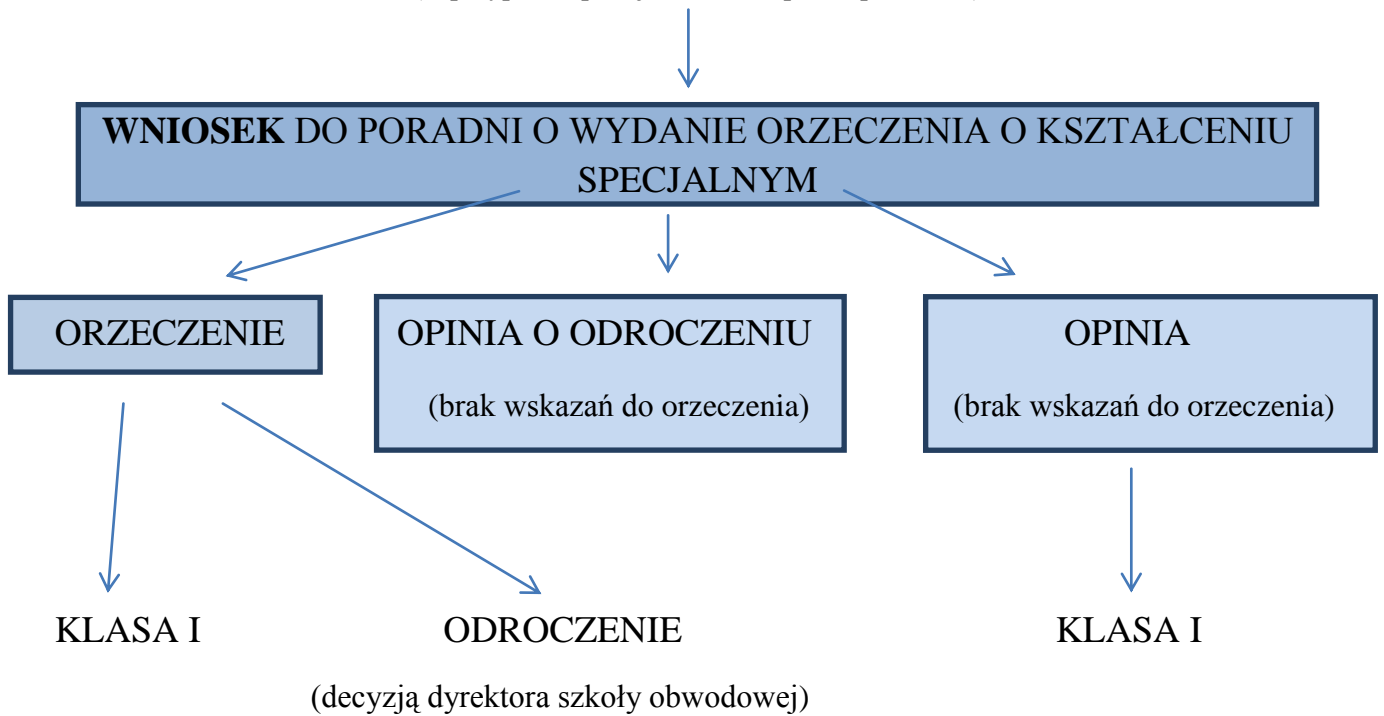 WNIOSEK DO PORADNI O WYDANIE ORZECZENIA O KSZTAŁCENIU
SPECJALNYM
ORZECZENIE
OPINIA O ODROCZENIU
(brak wskazań do orzeczenia)
OPINIA
(brak wskazań do orzeczenia)
KLASA I
ODROCZENIE
(decyzją dyrektora szkoły obwodowej)
KLASA I